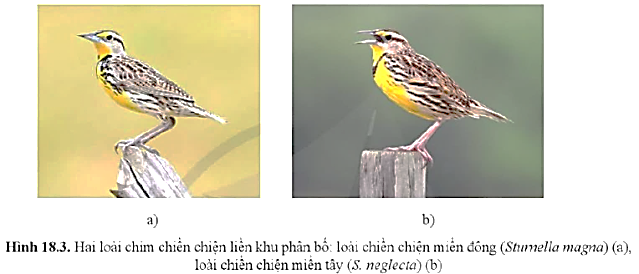 a)
b)
Hình 18.3. Hai loài chim chiền chiện liền khu phân bố: loài chiền chiện miền đông (Sturnella magna) (a),
loài chiền chiện miền tây (S. neglecta) (b)